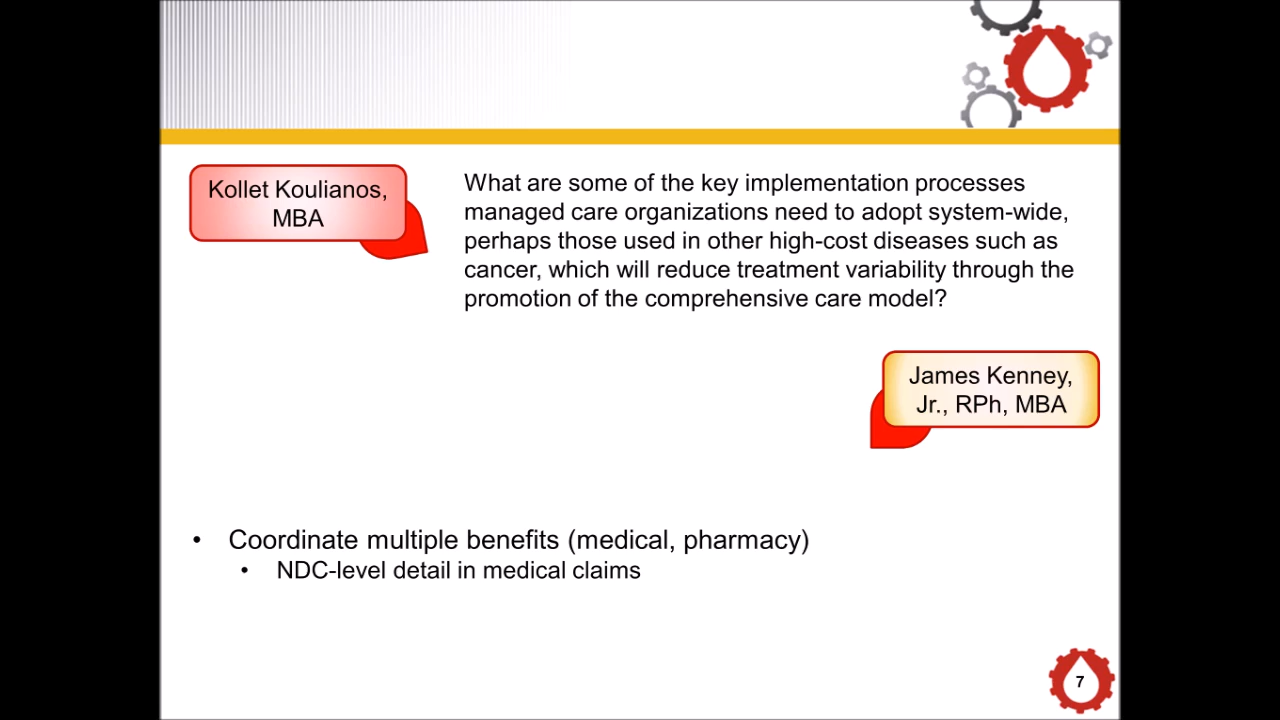 Kollet Koulianos,
MBA
What are some of the key implementation processes
managed care organizations need to adopt system-wide,
perhaps those used in other high-cost diseases such as
cancer, which will reduce treatment variability through the
promotion of the comprehensive care model?
James Kenney,
Jr., RPh, MBA
• Coordinate multiple benefits (medical, pharmacy)
• NDC-level detail in medical claims
7